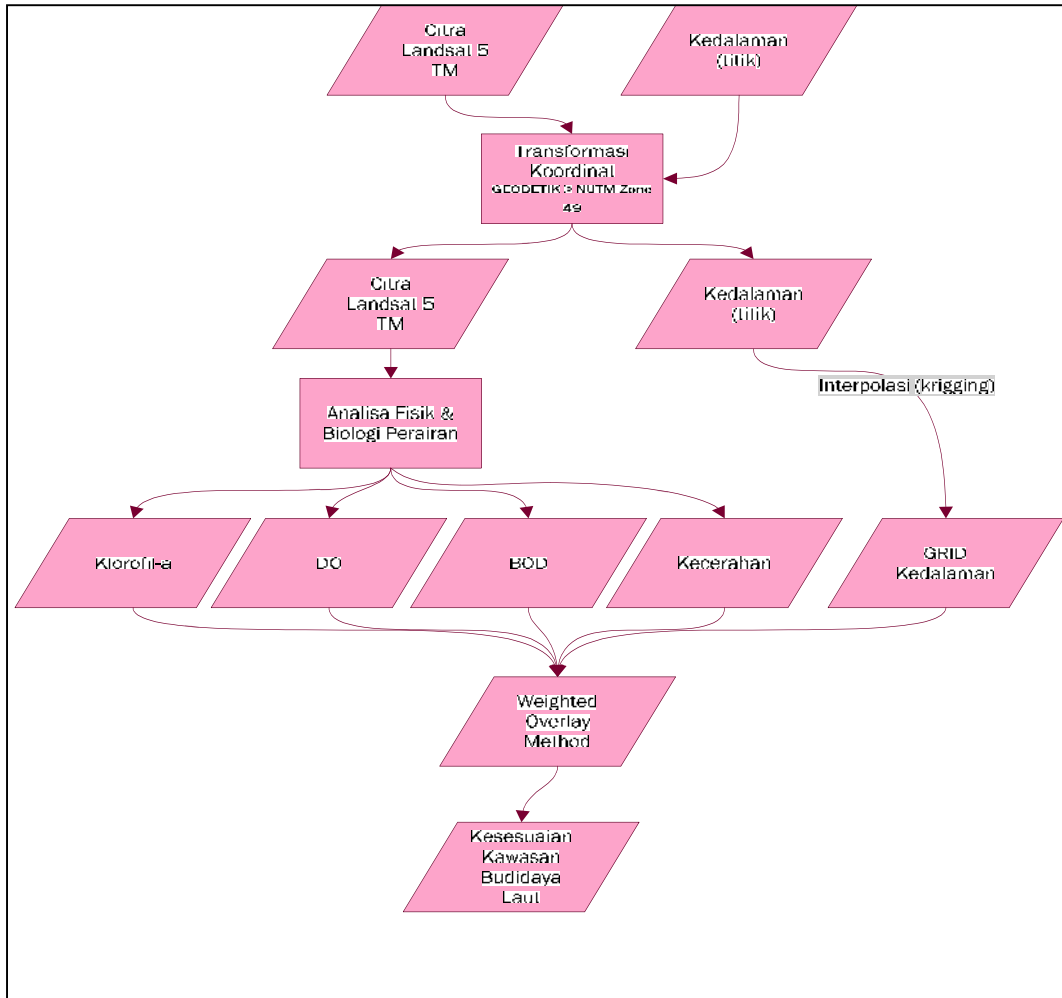 Citra
Landsat 5
TM
Kedalaman
(titik)
Transformasi
Koordinat
GEODETIK > NUTM Zone
49
Citra
Landsat 5
TM
Kedalaman
(titik)
Interpolasi (krigging)
Analisa Fisik &
Biologi Perairan
Klorofil-a
DO
BOD
Kecerahan
GRID
Kedalaman
Weighted
Overlay
Method
Kesesuaian
Kawasan
Budidaya
Laut